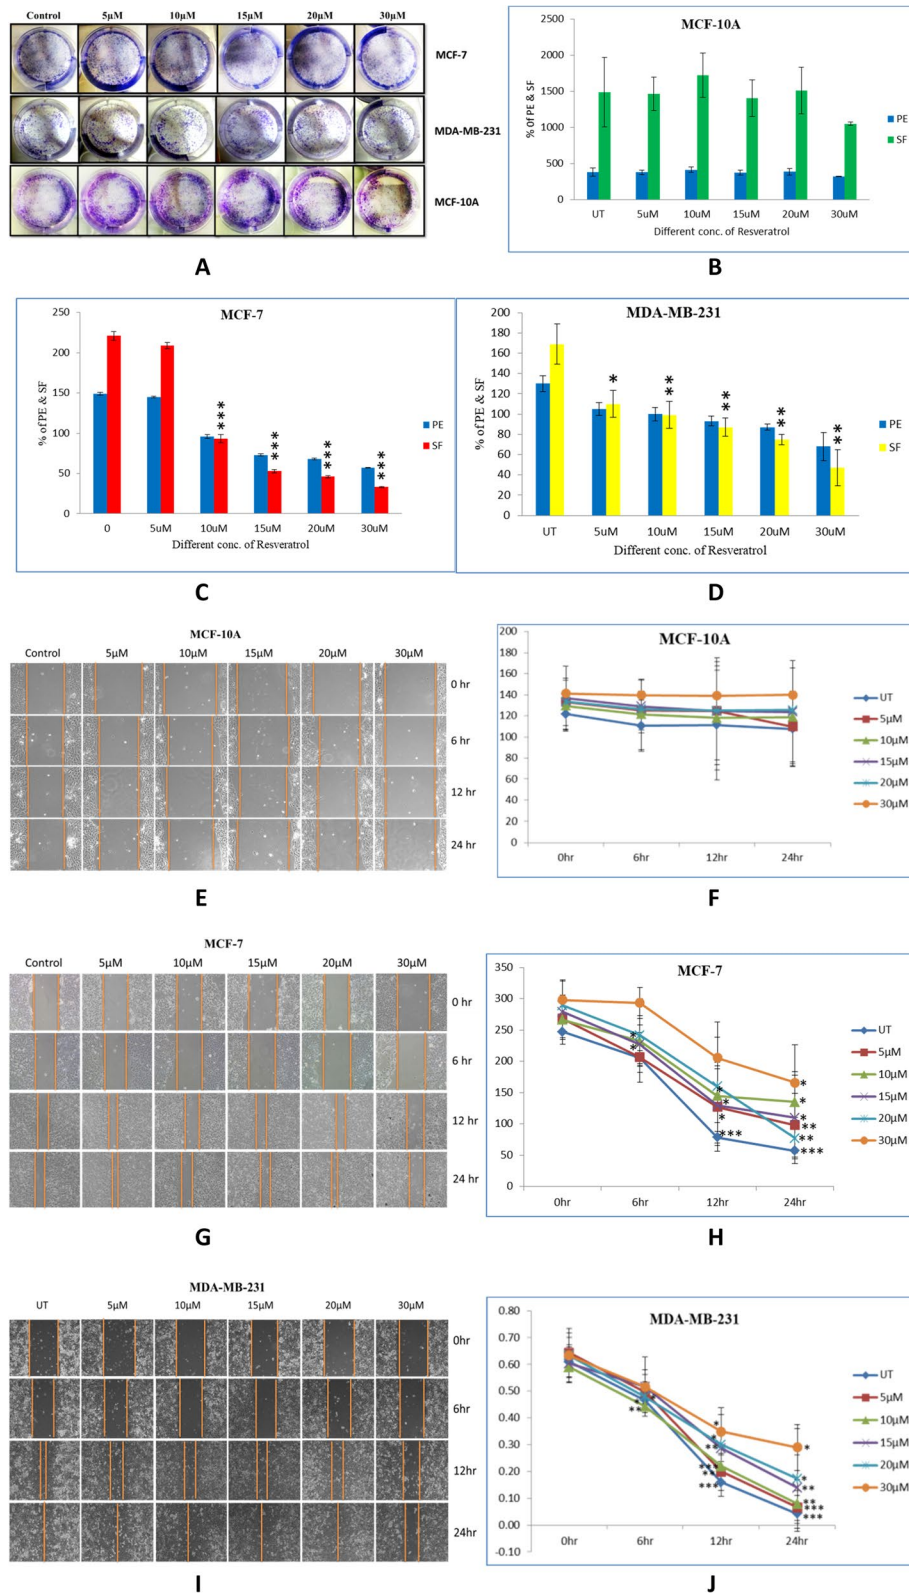 Control 5µM 10µM 15µM 20µM 30µM
MCF-7
MDA-MB-231
MCF-10A
A
MCF-10A
% Of PE & SF
2500
2000
1500
1000
500
0
UT 5uM 10uM 15uM 20uM 30uM
Different conc. of Resveratrol
PE
SF
B
MCF-7
% of PE & SF
250
200
150
100
50
0
***
***
***
***
0 5uM 10uM 15uM 20uM 30uM
Different conc. of Resveratrol
PE
SF
C
MDA-MB-231
% of PE & SF
200
180
160
140
120
100
80
60
40
20
0
*
**
**
**
**
UT 5uM 10uM 15uM 20uM 30uM
Different conc. of Resveratrol
PE
SF
D
MCF-10A
Control 5µM 10µM 15µM 20µM 30µM
0 hr
6 hr
12 hr
24 hr
E
MCF-10A
200
180
160
140
120
100
80
60
40
20
0
0hr 6hr 12hr 24hr
UT
5µM
10µM
15µM
20µM
30µM
F
MCF-7
Control 5µM 10µM 15µM 20µM 30µM
0 hr
6 hr
12 hr
24 hr
G
MCF-7
350
300
250
200
150
100
50
0
0hr 6hr 12hr 24hr
UT
5µM
10µM
15µM
20µM
30µM
H
MDA-MB-231
UT 5µM 10µM 15µM 20µM 30µM
0hr
6hr
12hr
24hr
I
MDA-MB-231
0.80
0.70
0.60
0.50
0.40
0.30
0.20
0.10
0.00
-0.10
0hr 6hr 12hr 24hr
UT
5µM
10µM
15µM
20µM
30µM
J